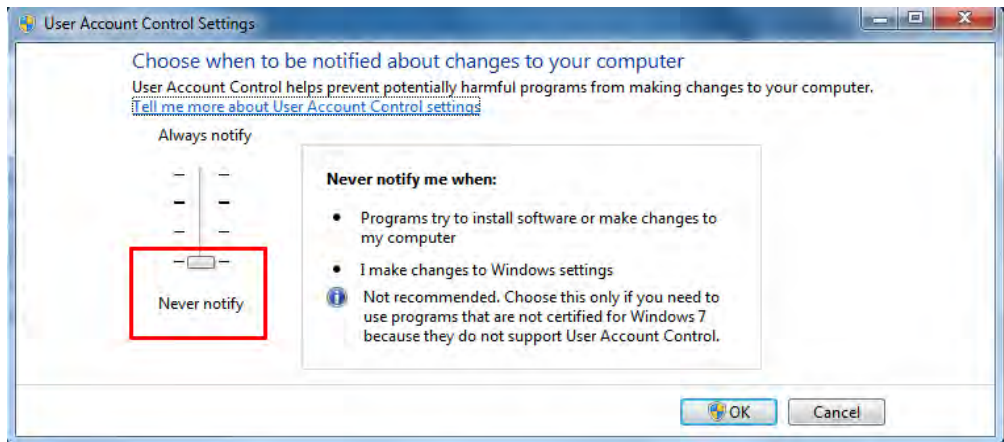 User Account Control Settings
Choose when to be notified about changes to your computer
User Account Control helps prevent potentially harmful programs from making changes to your computer.
Tell me more about User Account Control settings
Always notify
Never notify
Never notify me when:
• Programs try to install software or make changes to
my computer
• I make changes to Windows settings
Not recommended. Choose this only if you need to
use programs that are not certified for Windows 7
because they do not support User Account Control.
OK
Cancel